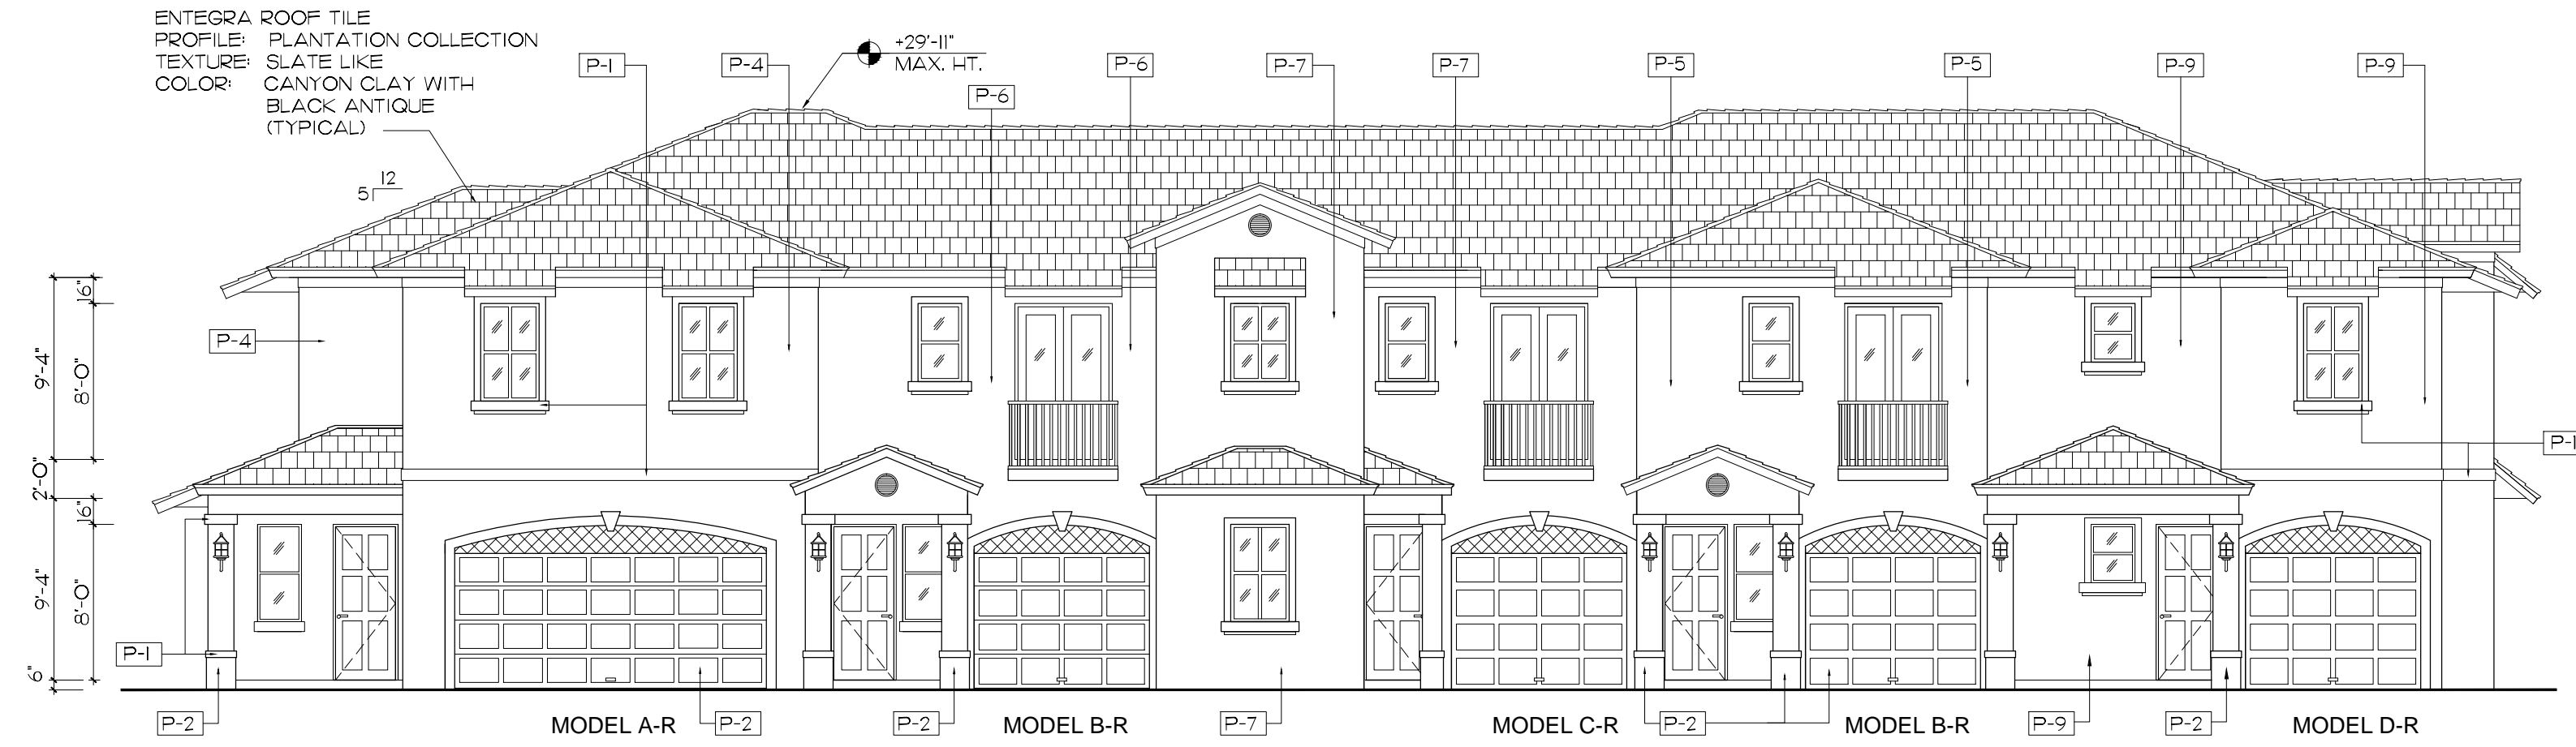 ENTEGRA ROOF TILE
PROFILE: PLANTATION COLLECTION
TEXTURE: SLATE LIKE
COLOR: CANYON CLAY WITH
BLACK ANTIQUE
(TYPICAL)
+29'-11"
MAX. HT.
P-1
P-4
P-6
P-6
P-7
P-7
P-5
P-5
P-9
P-9
12
5
P-4
16"
9'-4"
8'-0"
2'-0"
16"
9'-4"
8'-0"
6"
P-1
P-1
P-2
MODEL A-R
P-2
P-2
MODEL B-R
P-7
MODEL C-R
P-2
MODEL B-R
P-9
P-2
MODEL D-R